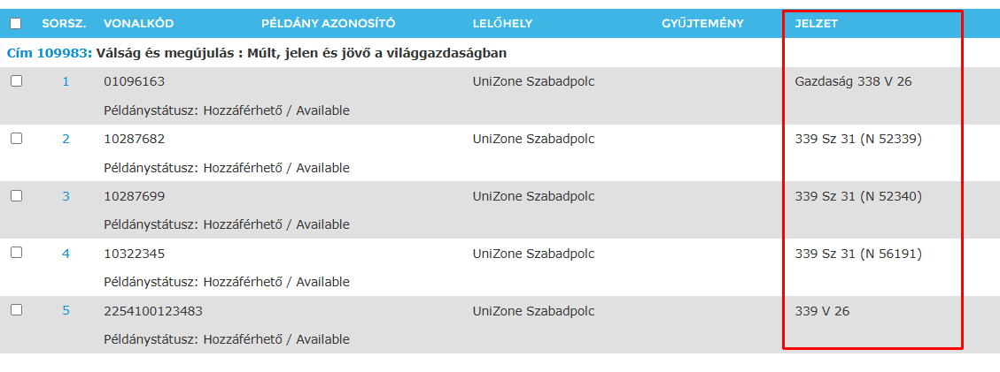 SORSZ. VONALKÓD PÉLDÁNY AZONOSÍTÓ LELŐHELY GYŰJTEMÉNY JELZET
Cím 109983: Válság és megújulás : Múlt, jelen és jövő a világgazdaságban
1 01096163 UniZone Szabadpolc Gazdaság 338 V 26
Példánystátusz: Hozzáférhető / Available
2 10287682 UniZone Szabadpolc 339 Sz 31 (N 52339)
Példánystátusz: Hozzáférhető / Available
3 10287699 UniZone Szabadpolc 339 Sz 31 (N 52340)
Példánystátusz: Hozzáférhető / Available
4 10322345 UniZone Szabadpolc 339 Sz 31 (N 56191)
Példánystátusz: Hozzáférhető / Available
5 2254100123483 UniZone Szabadpolc 339 V 26
Példánystátusz: Hozzáférhető / Available